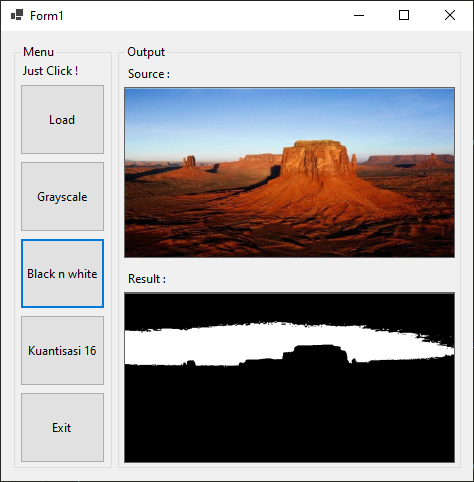 Form1
Menu
Just Click !
Load
Grayscale
Black n white
Kuantisasi 16
Exit
Output
Source :
Result :